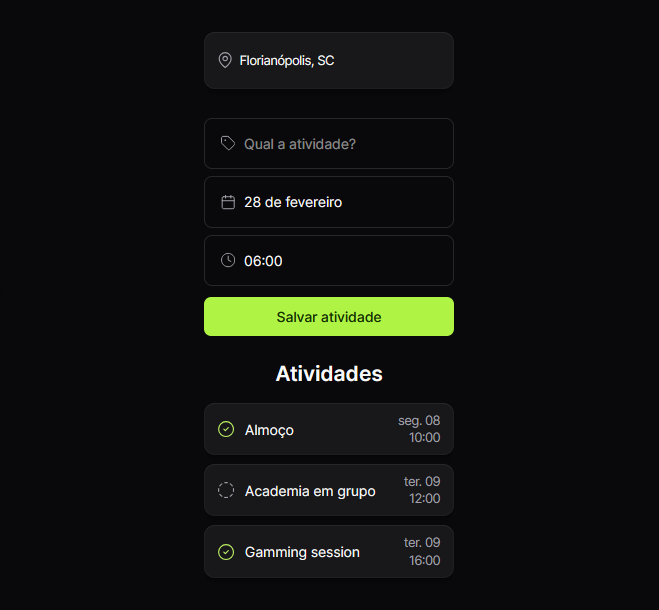 Florianópolis, SC
Qual a atividade?
28 de fevereiro
06:00
Salvar atividade
Atividades
Almoço
seg. 08
10:00
Academia em grupo
ter. 09
12:00
Gamming session
ter. 09
16:00